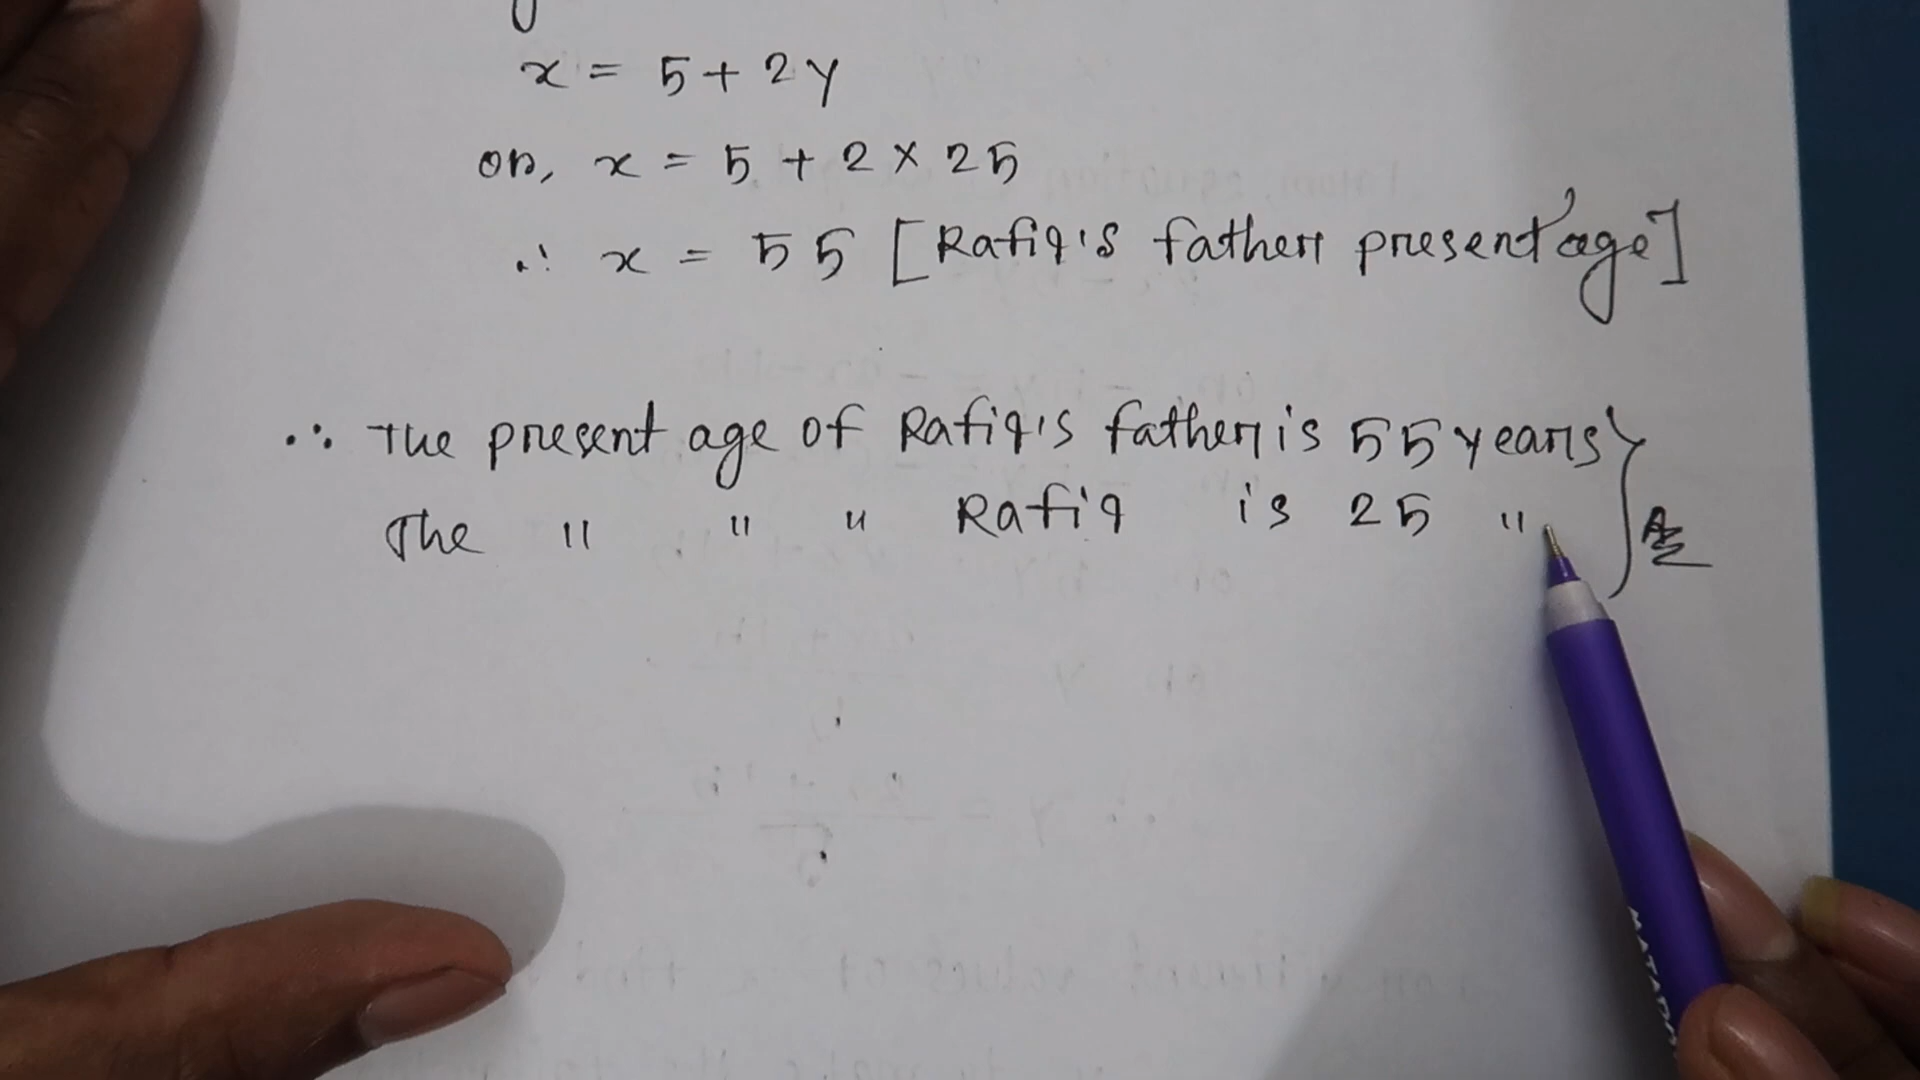 x = 5 + 2y
or, x = 5 + 2 × 25
∴ x = 55 [Rafiq's father present age]
∴ The present age of Rafiq's father is 55 years
The " " " Rafiq is 25 "